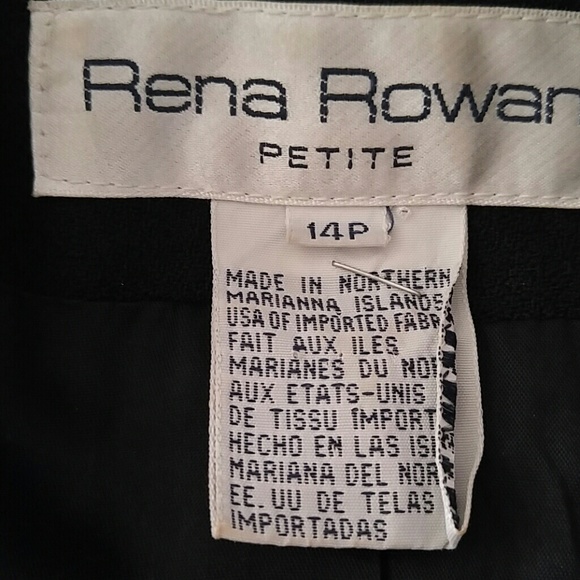 Rena Rowan
PETITE
14P
MADE IN NORTHERN
MARIANNA ISLANDS
USA OF IMPORTED FABR
FAIT AUX ILES
MARIANES DU NOR
AUX ETATS-UNIS
DE TISSU IMPORT
HECHO EN LAS ISL
MARIANA DEL NOR
EE. UU DE TELAS
IMPORTADAS